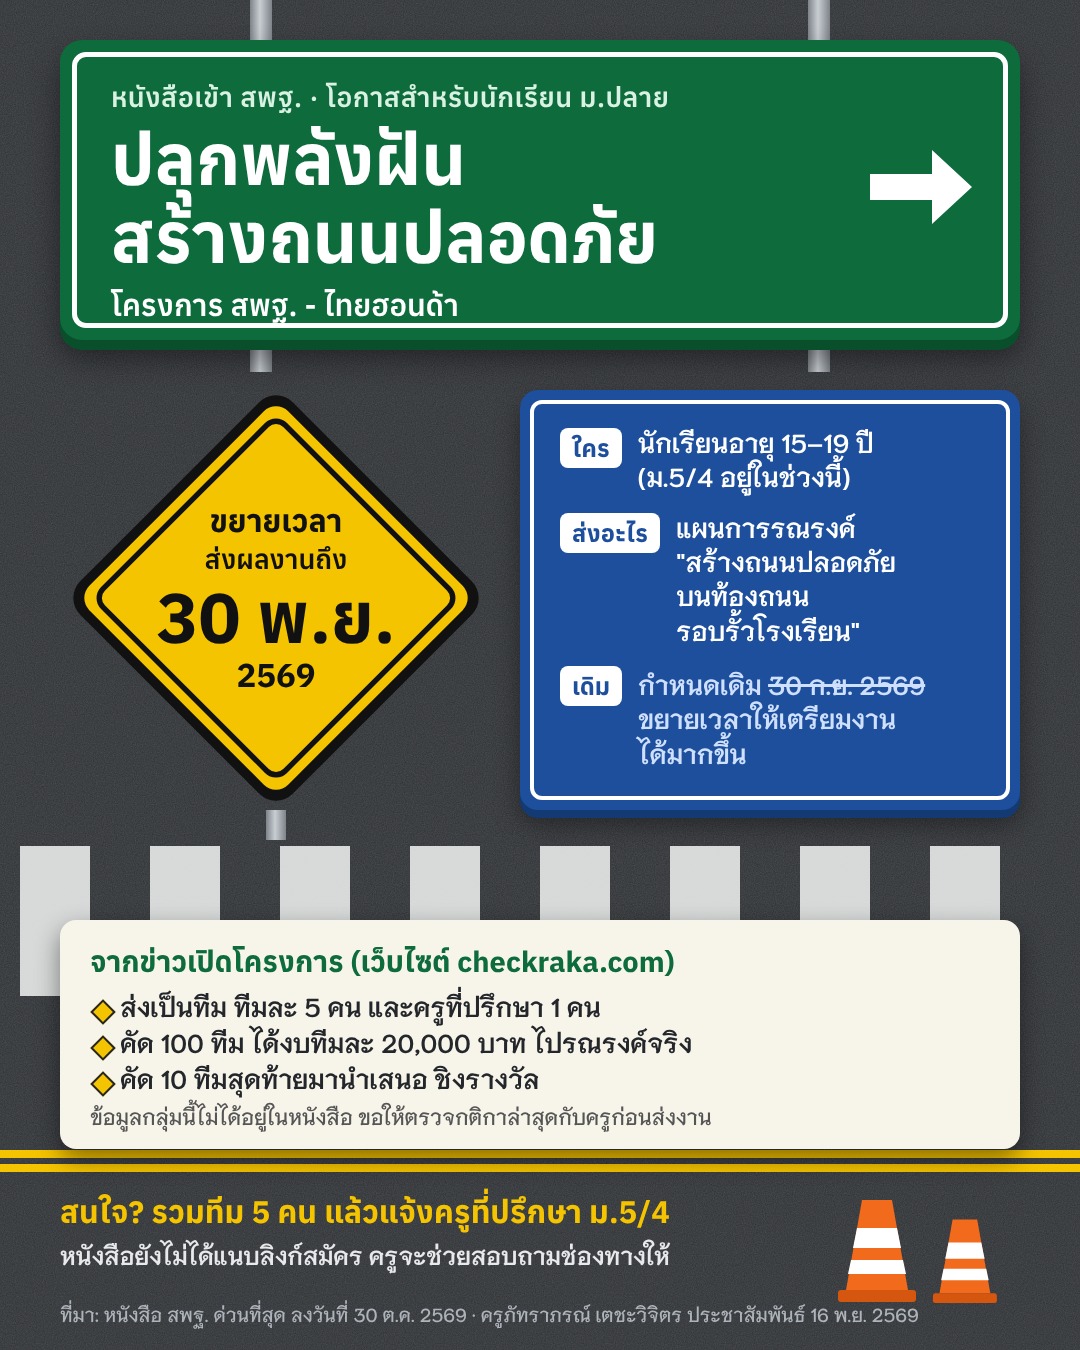 หนังสือเข้า สพฐ. · โอกาสสำหรับนักเรียน ม.ปลาย
ปลุกพลังฝัน
สร้างถนนปลอดภัย
โครงการ สพฐ. - ไทยฮอนด้า
ขยายเวลา
ส่งผลงานถึง
30 พ.ย.
2569
ใคร นักเรียนอายุ 15–19 ปี
(ม.5/4 อยู่ในช่วงนี้)
ส่งอะไร แผนการรณรงค์
"สร้างถนนปลอดภัย
บนท้องถนน
รอบรั้วโรงเรียน"
เดิม กำหนดเดิม 30 ก.ย. 2569
ขยายเวลาให้เตรียมงาน
ได้มากขึ้น
จากข่าวเปิดโครงการ (เว็บไซต์ checkraka.com)
ส่งเป็นทีม ทีมละ 5 คน และครูที่ปรึกษา 1 คน
คัด 100 ทีม ได้งบทีมละ 20,000 บาท ไปรณรงค์จริง
คัด 10 ทีมสุดท้ายมานำเสนอ ชิงรางวัล
ข้อมูลกลุ่มนี้ไม่ได้อยู่ในหนังสือ ขอให้ตรวจกติกาล่าสุดกับครูก่อนส่งงาน
สนใจ? รวมทีม 5 คน แล้วแจ้งครูที่ปรึกษา ม.5/4
หนังสือยังไม่ได้แนบลิงก์สมัคร ครูจะช่วยสอบถามช่องทางให้
ที่มา: หนังสือ สพฐ. ด่วนที่สุด ลงวันที่ 30 ต.ค. 2569 · ครูภัทราภรณ์ เตชะวิจิตร ประชาสัมพันธ์ 16 พ.ย. 2569